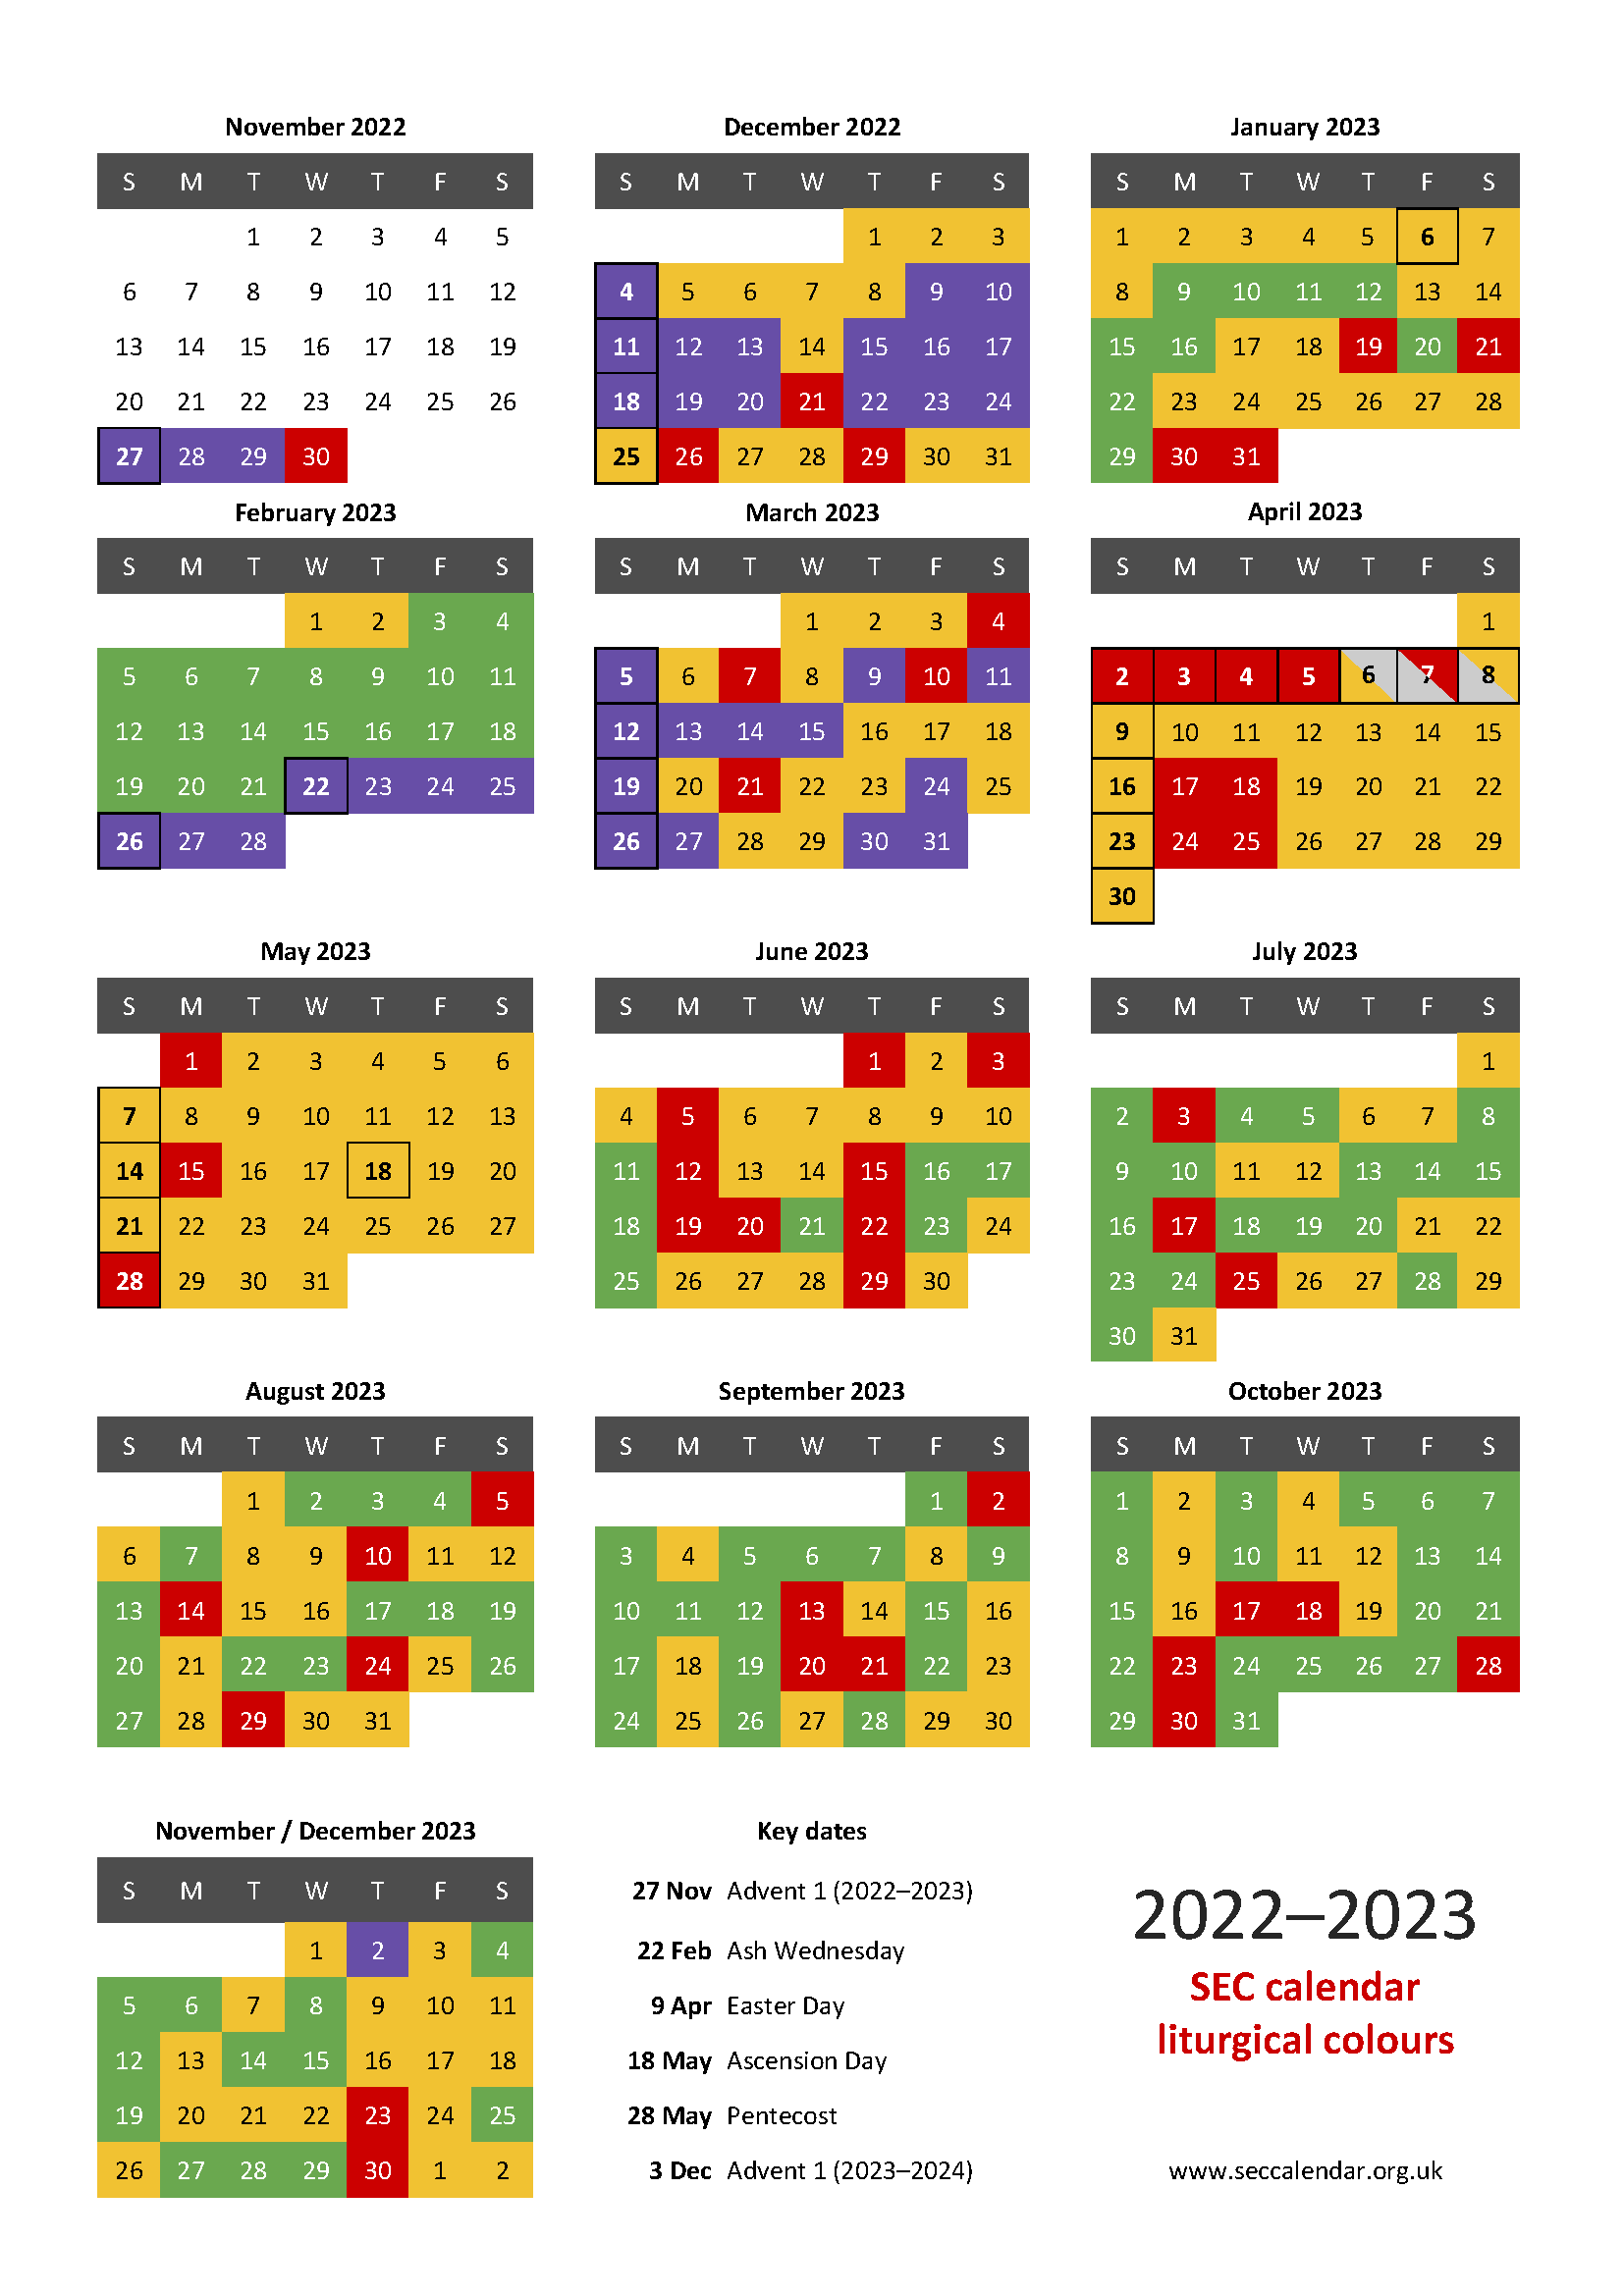 November 2022
S M T W T F S
1 2 3 4 5
6 7 8 9 10 11 12
13 14 15 16 17 18 19
20 21 22 23 24 25 26
27 28 29 30
December 2022
S M T W T F S
1 2 3
4 5 6 7 8 9 10
11 12 13 14 15 16 17
18 19 20 21 22 23 24
25 26 27 28 29 30 31
January 2023
S M T W T F S
1 2 3 4 5 6 7
8 9 10 11 12 13 14
15 16 17 18 19 20 21
22 23 24 25 26 27 28
29 30 31
February 2023
S M T W T F S
1 2 3 4
5 6 7 8 9 10 11
12 13 14 15 16 17 18
19 20 21 22 23 24 25
26 27 28
March 2023
S M T W T F S
1 2 3 4
5 6 7 8 9 10 11
12 13 14 15 16 17 18
19 20 21 22 23 24 25
26 27 28 29 30 31
April 2023
S M T W T F S
1
2 3 4 5 6 7 8
9 10 11 12 13 14 15
16 17 18 19 20 21 22
23 24 25 26 27 28 29
30
May 2023
S M T W T F S
1 2 3 4 5 6
7 8 9 10 11 12 13
14 15 16 17 18 19 20
21 22 23 24 25 26 27
28 29 30 31
June 2023
S M T W T F S
1 2 3
4 5 6 7 8 9 10
11 12 13 14 15 16 17
18 19 20 21 22 23 24
25 26 27 28 29 30
July 2023
S M T W T F S
1
2 3 4 5 6 7 8
9 10 11 12 13 14 15
16 17 18 19 20 21 22
23 24 25 26 27 28 29
30 31
August 2023
S M T W T F S
1 2 3 4 5
6 7 8 9 10 11 12
13 14 15 16 17 18 19
20 21 22 23 24 25 26
27 28 29 30 31
September 2023
S M T W T F S
1 2
3 4 5 6 7 8 9
10 11 12 13 14 15 16
17 18 19 20 21 22 23
24 25 26 27 28 29 30
October 2023
S M T W T F S
1 2 3 4 5 6 7
8 9 10 11 12 13 14
15 16 17 18 19 20 21
22 23 24 25 26 27 28
29 30 31
November / December 2023
S M T W T F S
1 2 3 4
5 6 7 8 9 10 11
12 13 14 15 16 17 18
19 20 21 22 23 24 25
26 27 28 29 30 1 2
Key dates
27 Nov Advent 1 (2022–2023)
22 Feb Ash Wednesday
9 Apr Easter Day
18 May Ascension Day
28 May Pentecost
3 Dec Advent 1 (2023–2024)
2022–2023
SEC calendar
liturgical colours
www.seccalendar.org.uk